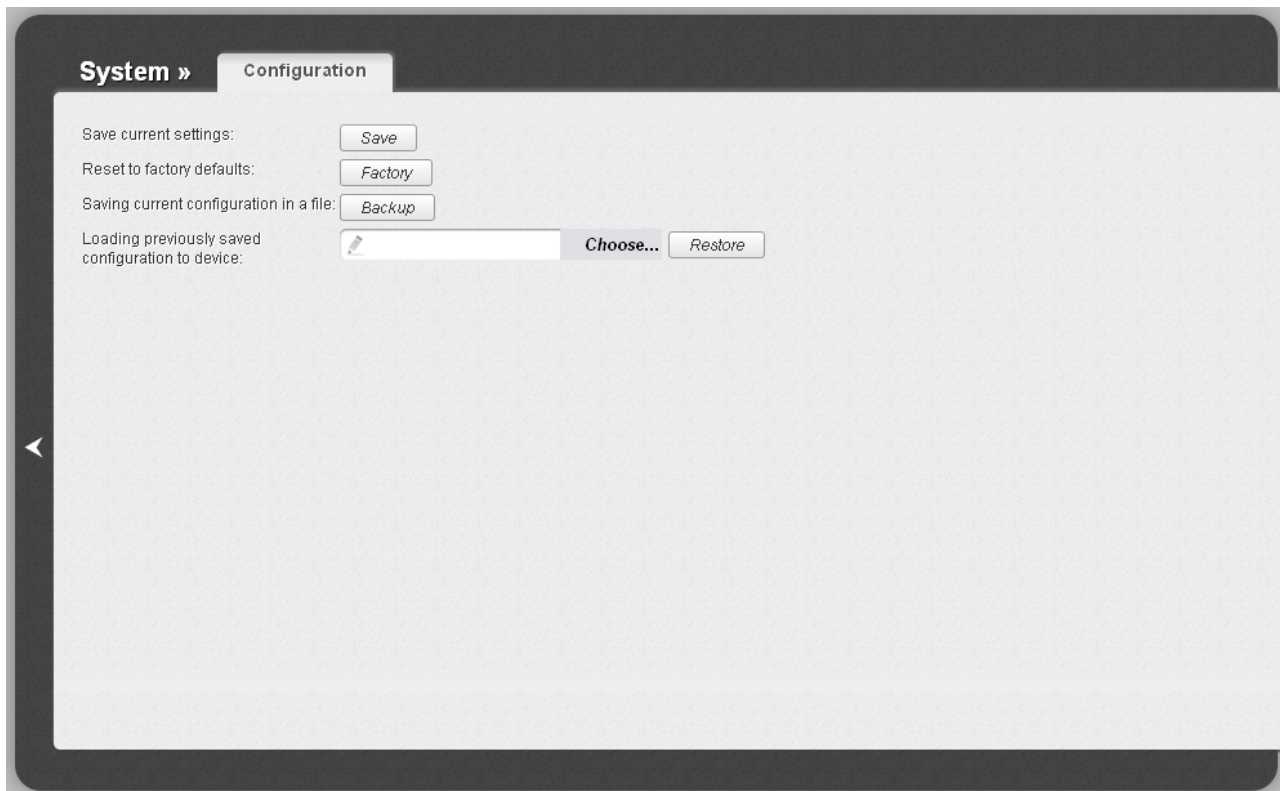 System » Configuration
Save current settings: Save
Reset to factory defaults: Factory
Saving current configuration in a file: Backup
Loading previously saved
configuration to device: Choose... Restore